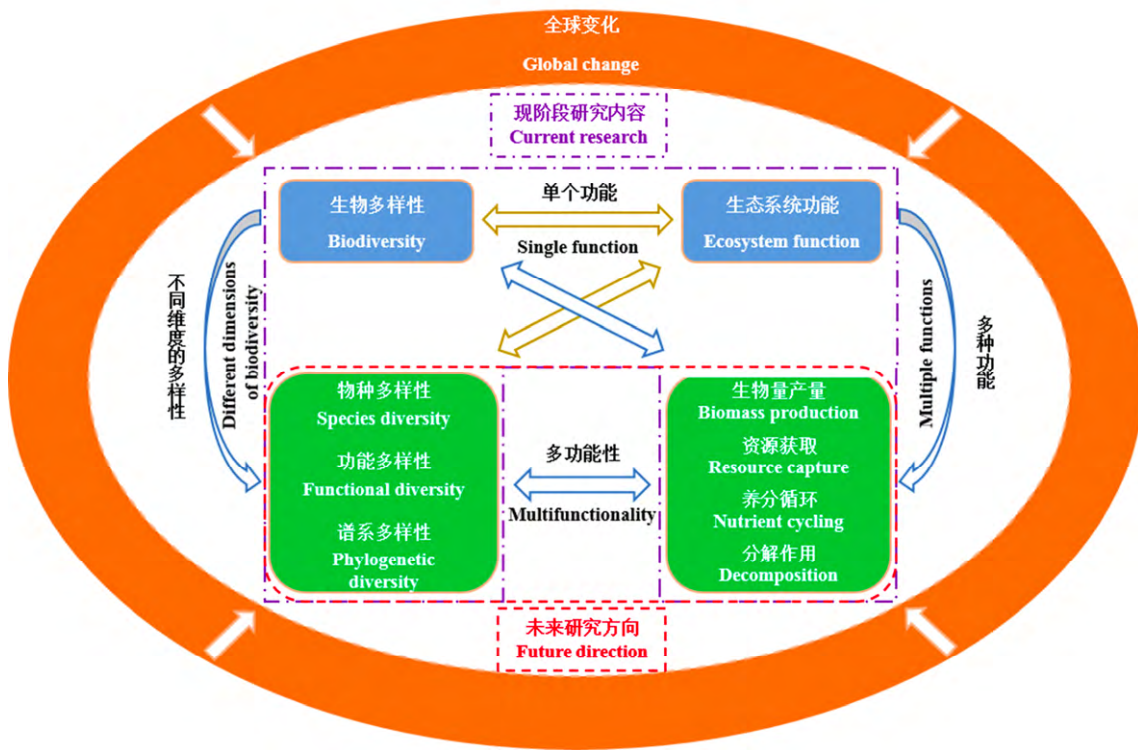 全球变化
Global change
现阶段研究内容
Current research
生物多样性
Biodiversity
单个功能
Single function
生态系统功能
Ecosystem function
不同维度的多样性
Different dimensions
of biodiversity
Multiple functions
多种功能
物种多样性
Species diversity
功能多样性
Functional diversity
谱系多样性
Phylogenetic
diversity
多功能性
Multifunctionality
生物量产量
Biomass production
资源获取
Resource capture
养分循环
Nutrient cycling
分解作用
Decomposition
未来研究方向
Future direction